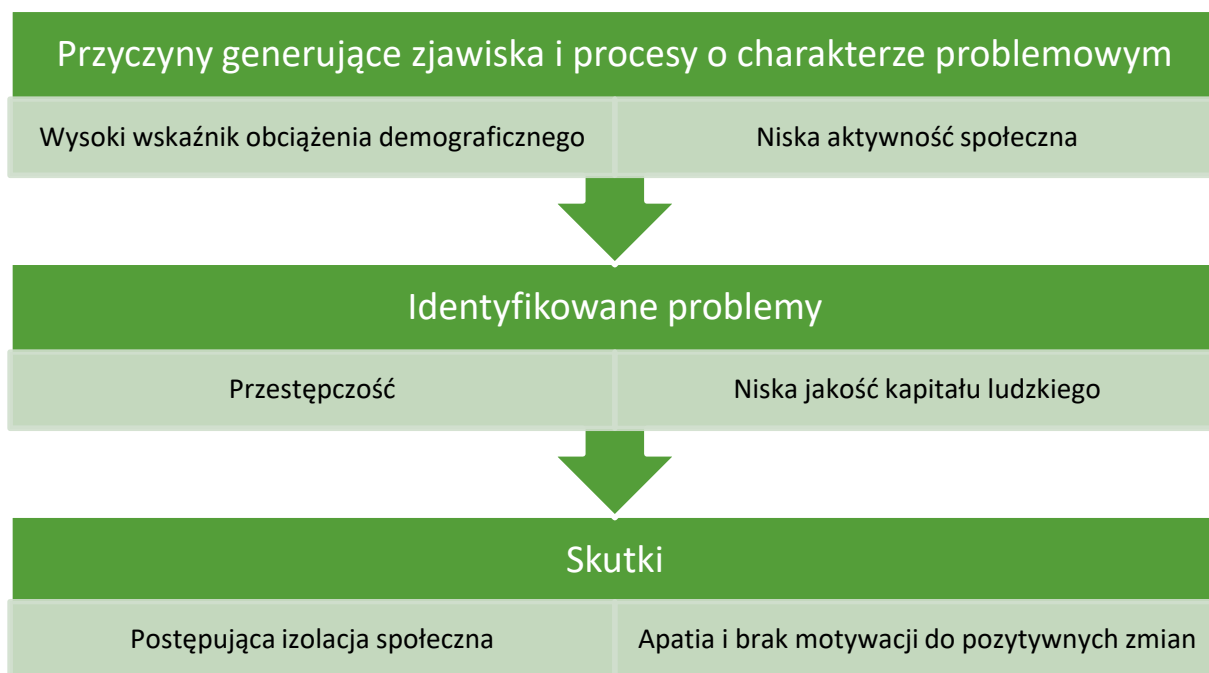 Przyczyny generujące zjawiska i procesy o charakterze problemowym
Wysoki wskaźnik obciążenia demograficznego
Niska aktywność społeczna
Identyfikowane problemy
Przestępczość
Niska jakość kapitału ludzkiego
Skutki
Postępująca izolacja społeczna
Apatia i brak motywacji do pozytywnych zmian